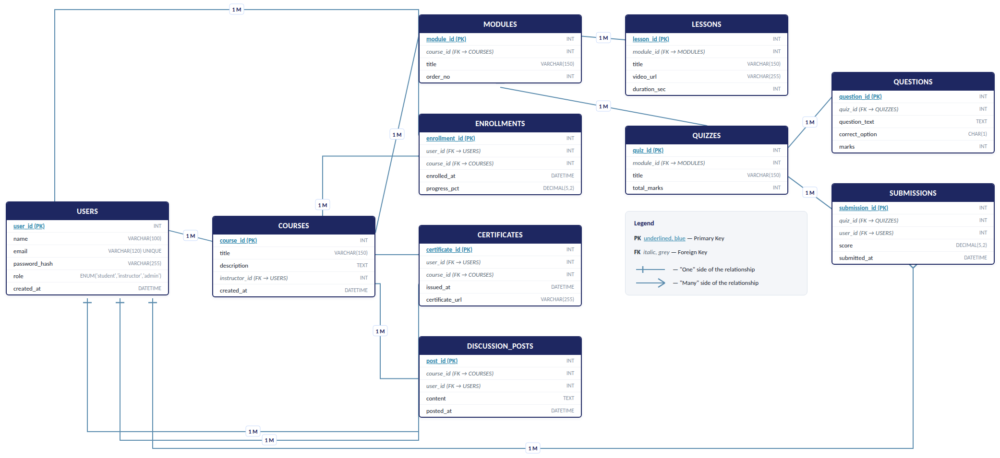 1 M
MODULES
module_id (PK) INT
course_id (FK → COURSES) INT
title VARCHAR(150)
order_no INT
1 M
LESSONS
lesson_id (PK) INT
module_id (FK → MODULES) INT
title VARCHAR(150)
video_url VARCHAR(255)
duration_sec INT
1 M
QUESTIONS
question_id (PK) INT
quiz_id (FK → QUIZZES) INT
question_text TEXT
correct_option CHAR(1)
marks INT
1 M
1 M
ENROLLMENTS
enrollment_id (PK) INT
user_id (FK → USERS) INT
course_id (FK → COURSES) INT
enrolled_at DATETIME
progress_pct DECIMAL(5,2)
QUIZZES
quiz_id (PK) INT
module_id (FK → MODULES) INT
title VARCHAR(150)
total_marks INT
1 M
SUBMISSIONS
submission_id (PK) INT
quiz_id (FK → QUIZZES) INT
user_id (FK → USERS) INT
score DECIMAL(5,2)
submitted_at DATETIME
USERS
user_id (PK) INT
name VARCHAR(100)
email VARCHAR(120) UNIQUE
password_hash VARCHAR(255)
role ENUM('student','instructor','admin')
created_at DATETIME
1 M
1 M
COURSES
course_id (PK) INT
title VARCHAR(150)
description TEXT
instructor_id (FK → USERS) INT
created_at DATETIME
CERTIFICATES
certificate_id (PK) INT
user_id (FK → USERS) INT
course_id (FK → COURSES) INT
issued_at DATETIME
certificate_url VARCHAR(255)
Legend
PK underlined, blue — Primary Key
FK italic, grey — Foreign Key
— "One" side of the relationship
— "Many" side of the relationship
1 M
DISCUSSION_POSTS
post_id (PK) INT
course_id (FK → COURSES) INT
user_id (FK → USERS) INT
content TEXT
posted_at DATETIME
1 M
1 M
1 M